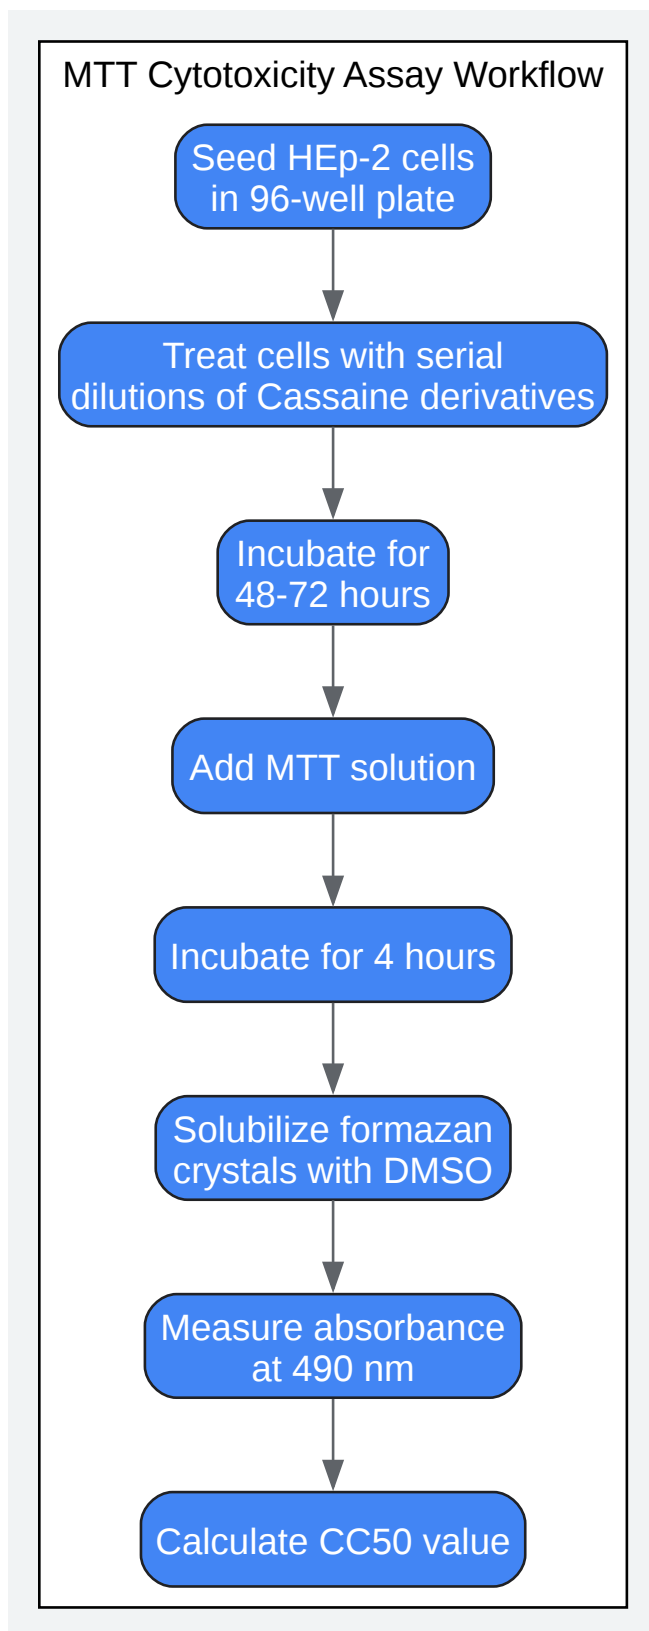 MTT Cytotoxicity Assay Workflow
Seed HEp-2 cells
in 96-well plate
Treat cells with serial
dilutions of Cassaine derivatives
Incubate for
48-72 hours
Add MTT solution
Incubate for 4 hours
Solubilize formazan
crystals with DMSO
Measure absorbance
at 490 nm
Calculate CC50 value